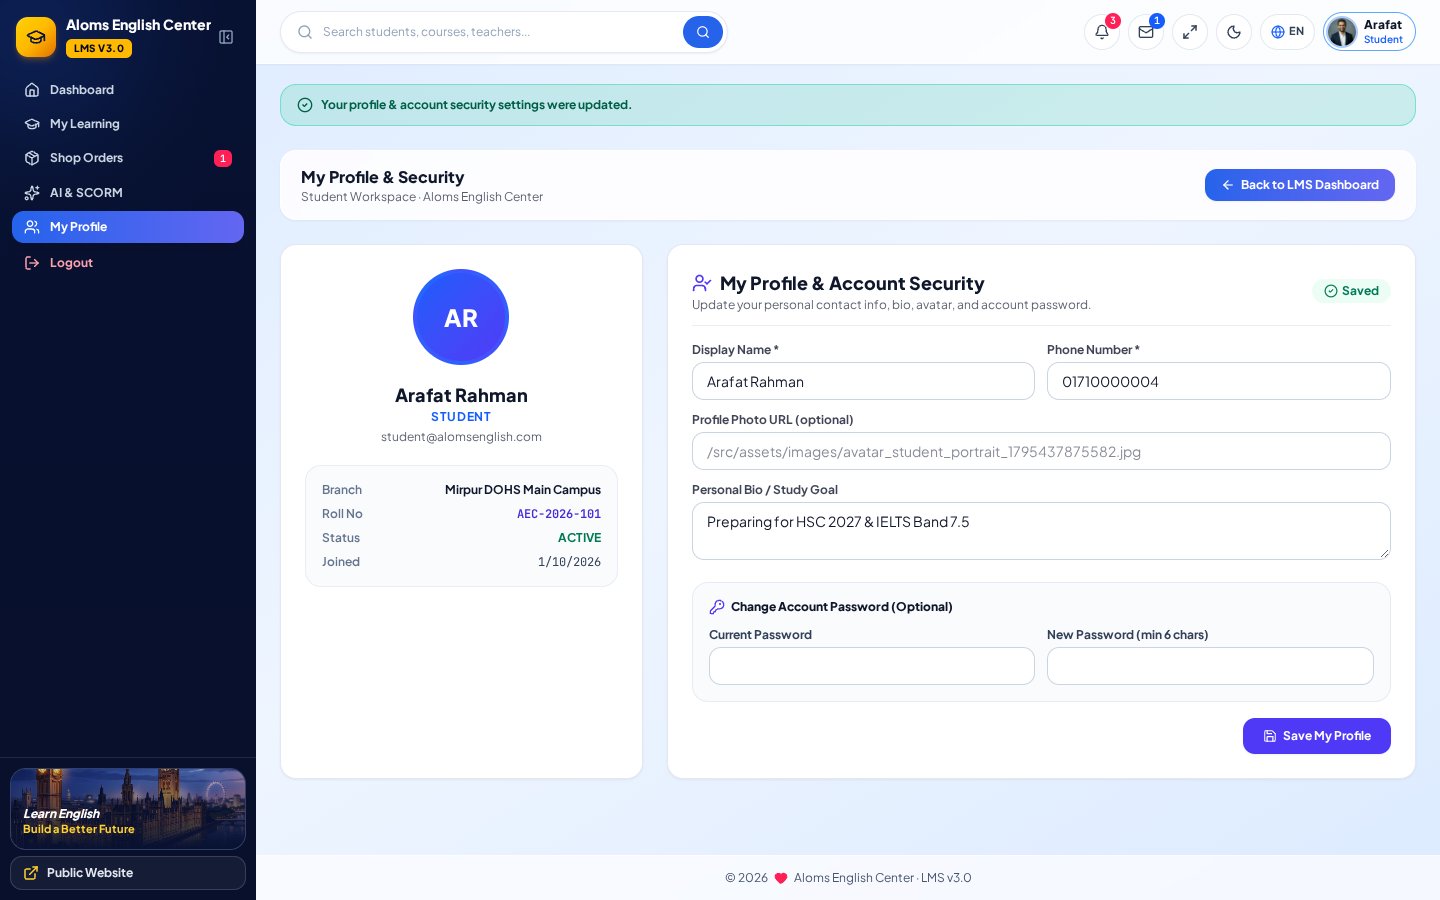 Aloms English Center
LMS V3.0
Search students, courses, teachers...
3
1
EN
Arafat
Student
Dashboard
My Learning
Shop Orders
1
AI & SCORM
My Profile
Logout
Your profile & account security settings were updated.
My Profile & Security
Student Workspace · Aloms English Center
Back to LMS Dashboard
AR
Arafat Rahman
STUDENT
student@alomsenglish.com
Branch Mirpur DOHS Main Campus
Roll No AEC-2026-101
Status ACTIVE
Joined 1/10/2026
My Profile & Account Security
Update your personal contact info, bio, avatar, and account password.
Saved
Display Name * Phone Number *
Arafat Rahman 01710000004
Profile Photo URL (optional)
/src/assets/images/avatar_student_portrait_1795437875582.jpg
Personal Bio / Study Goal
Preparing for HSC 2027 & IELTS Band 7.5
Change Account Password (Optional)
Current Password New Password (min 6 chars)
Save My Profile
Learn English
Build a Better Future
Public Website
© 2026 Aloms English Center · LMS v3.0